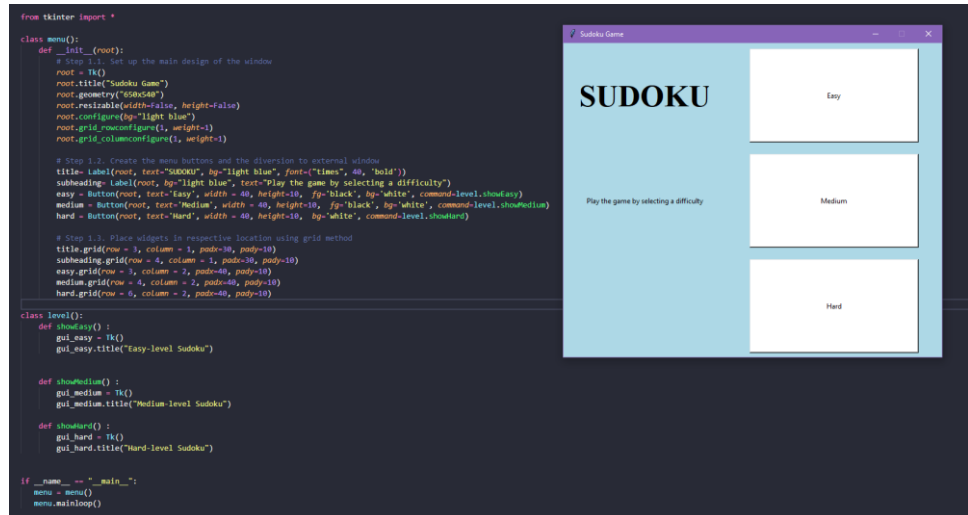 from tkinter import *
class menu():
    def __init__(root):
        # Step 1.1. Set up the main design of the window
        root = Tk()
        root.title("Sudoku Game")
        root.geometry("650x540")
        root.resizable(width=False, height=False)
        root.configure(bg="light blue")
        root.grid_rowconfigure(1, weight=1)
        root.grid_columnconfigure(1, weight=1)
        # Step 1.2. Create the menu buttons and the diversion to external window
        title= Label(root, text="SUDOKU", bg="light blue", font=("times", 40, 'bold'))
        subheading= Label(root, bg="light blue", text="Play the game by selecting a difficulty")
        easy = Button(root, text='Easy', width = 40, height=10,  fg='black', bg='white', command=level.showEasy)
        medium = Button(root, text='Medium', width = 40, height=10,  fg='black', bg='white', command=level.showMedium)
        hard = Button(root, text='Hard', width = 40, height=10,  bg='white', command=level.showHard)
        # Step 1.3. Place widgets in respective location using grid method
        title.grid(row = 3, column = 1, padx=30, pady=10)
        subheading.grid(row = 4, column = 1, padx=30, pady=10)
        easy.grid(row = 3, column = 2, padx=40, pady=10)
        medium.grid(row = 4, column = 2, padx=40, pady=10)
        hard.grid(row = 6, column = 2, padx=40, pady=10)
class level():
    def showEasy() :
        gui_easy = Tk()
        gui_easy.title("Easy-level Sudoku")
    def showMedium() :
        gui_medium = Tk()
        gui_medium.title("Medium-level Sudoku")
    def showHard() :
        gui_hard = Tk()
        gui_hard.title("Hard-level Sudoku")
if __name__ == "__main__":
    menu = menu()
    menu.mainloop()
Sudoku Game
SUDOKU
Easy
Play the game by selecting a difficulty
Medium
Hard